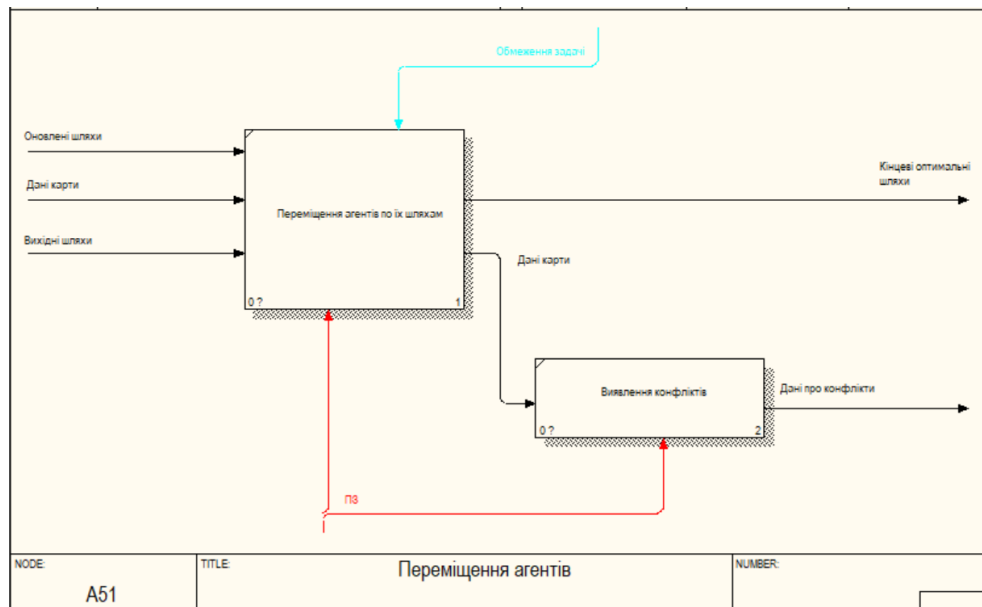 Обмеження задачі
Оновлені шляхи
Дані карти
Вихідні шляхи
Переміщення агентів по їх шляхам
0 ?
1
Кінцеві оптимальні
шляхи
Дані карти
Виявлення конфліктів
0 ?
2
Дані про конфлікти
ПЗ
NODE:
A51
TITLE:
Переміщення агентів
NUMBER: